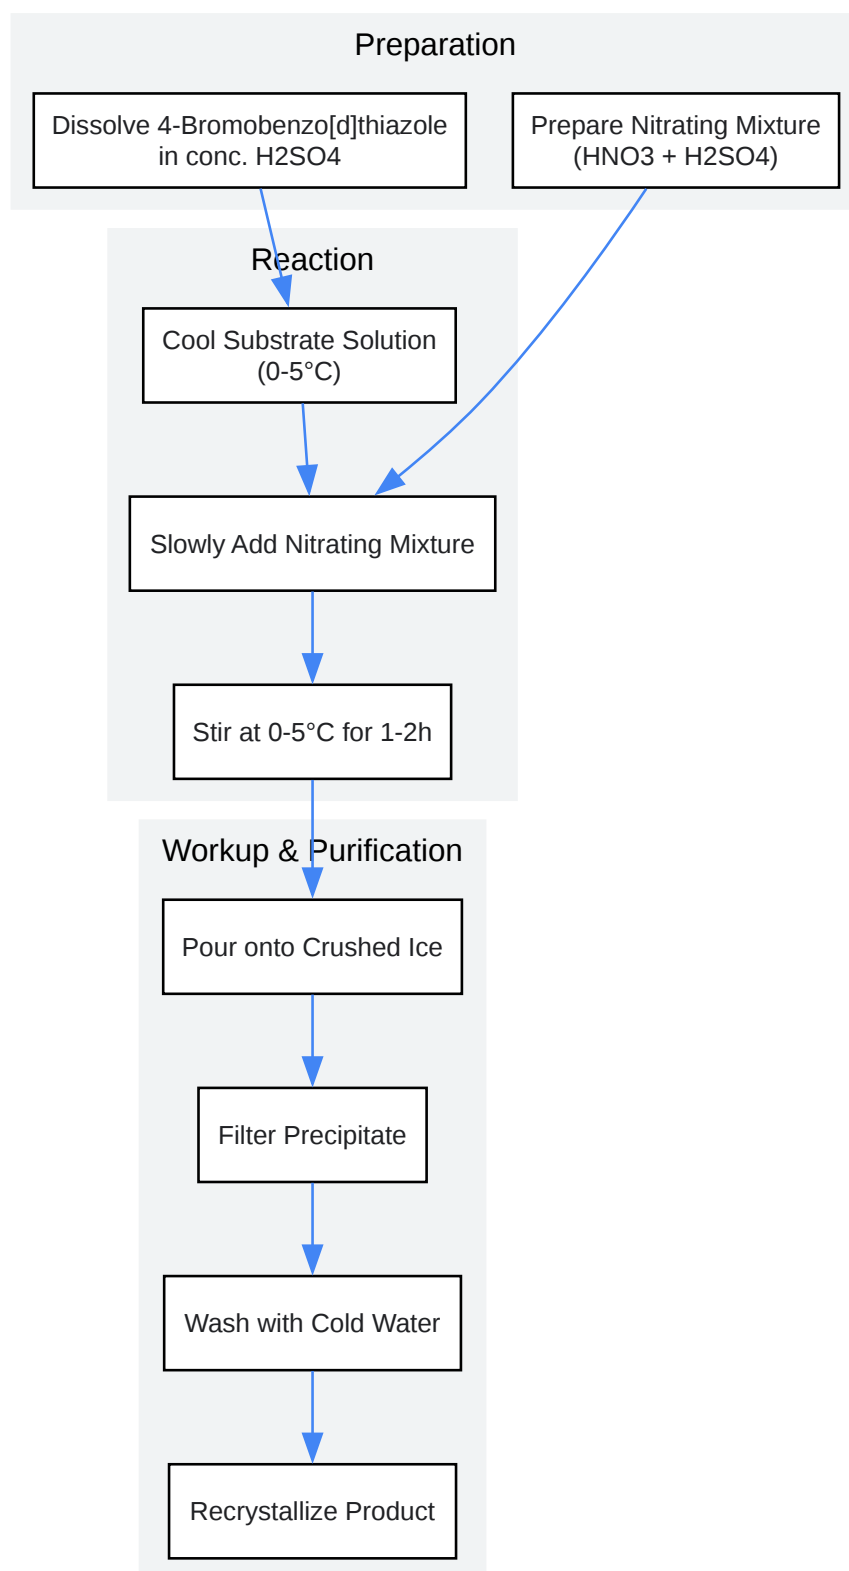 Preparation
Dissolve 4-Bromobenzo[d]thiazole
in conc. H2SO4
Prepare Nitrating Mixture
(HNO3 + H2SO4)
Reaction
Cool Substrate Solution
(0-5°C)
Slowly Add Nitrating Mixture
Stir at 0-5°C for 1-2h
Workup & Purification
Pour onto Crushed Ice
Filter Precipitate
Wash with Cold Water
Recrystallize Product